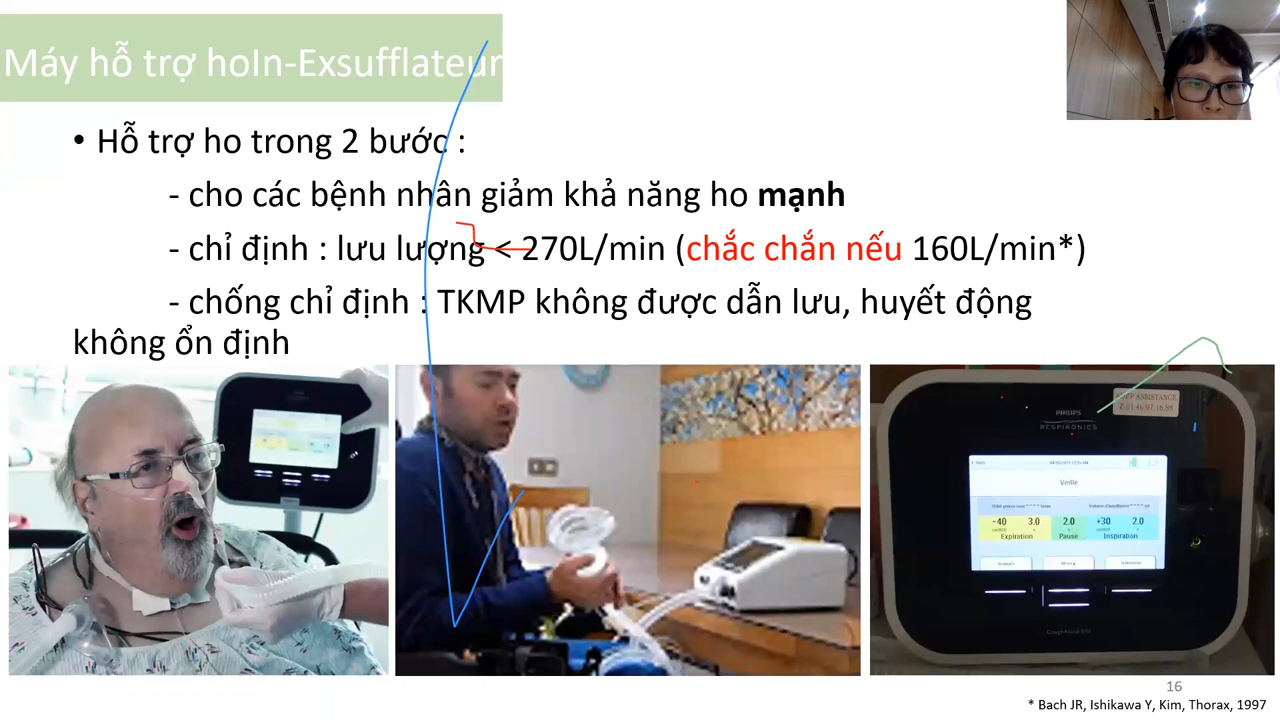 Máy hỗ trợ hoIn-Exsufflateur
• Hỗ trợ ho trong 2 bước :
- cho các bệnh nhân giảm khả năng ho mạnh
- chỉ định : lưu lượng < 270L/min (chắc chắn nếu 160L/min*)
- chống chỉ định : TKMP không được dẫn lưu, huyết động
không ổn định
ADEP ASSISTANCE
PHILIPS
RESPIRONICS
Veille
-40 3.0 2.0 +30 2.0
Expiration Pause Inspiration
16
* Bach JR, Ishikawa Y, Kim, Thorax, 1997